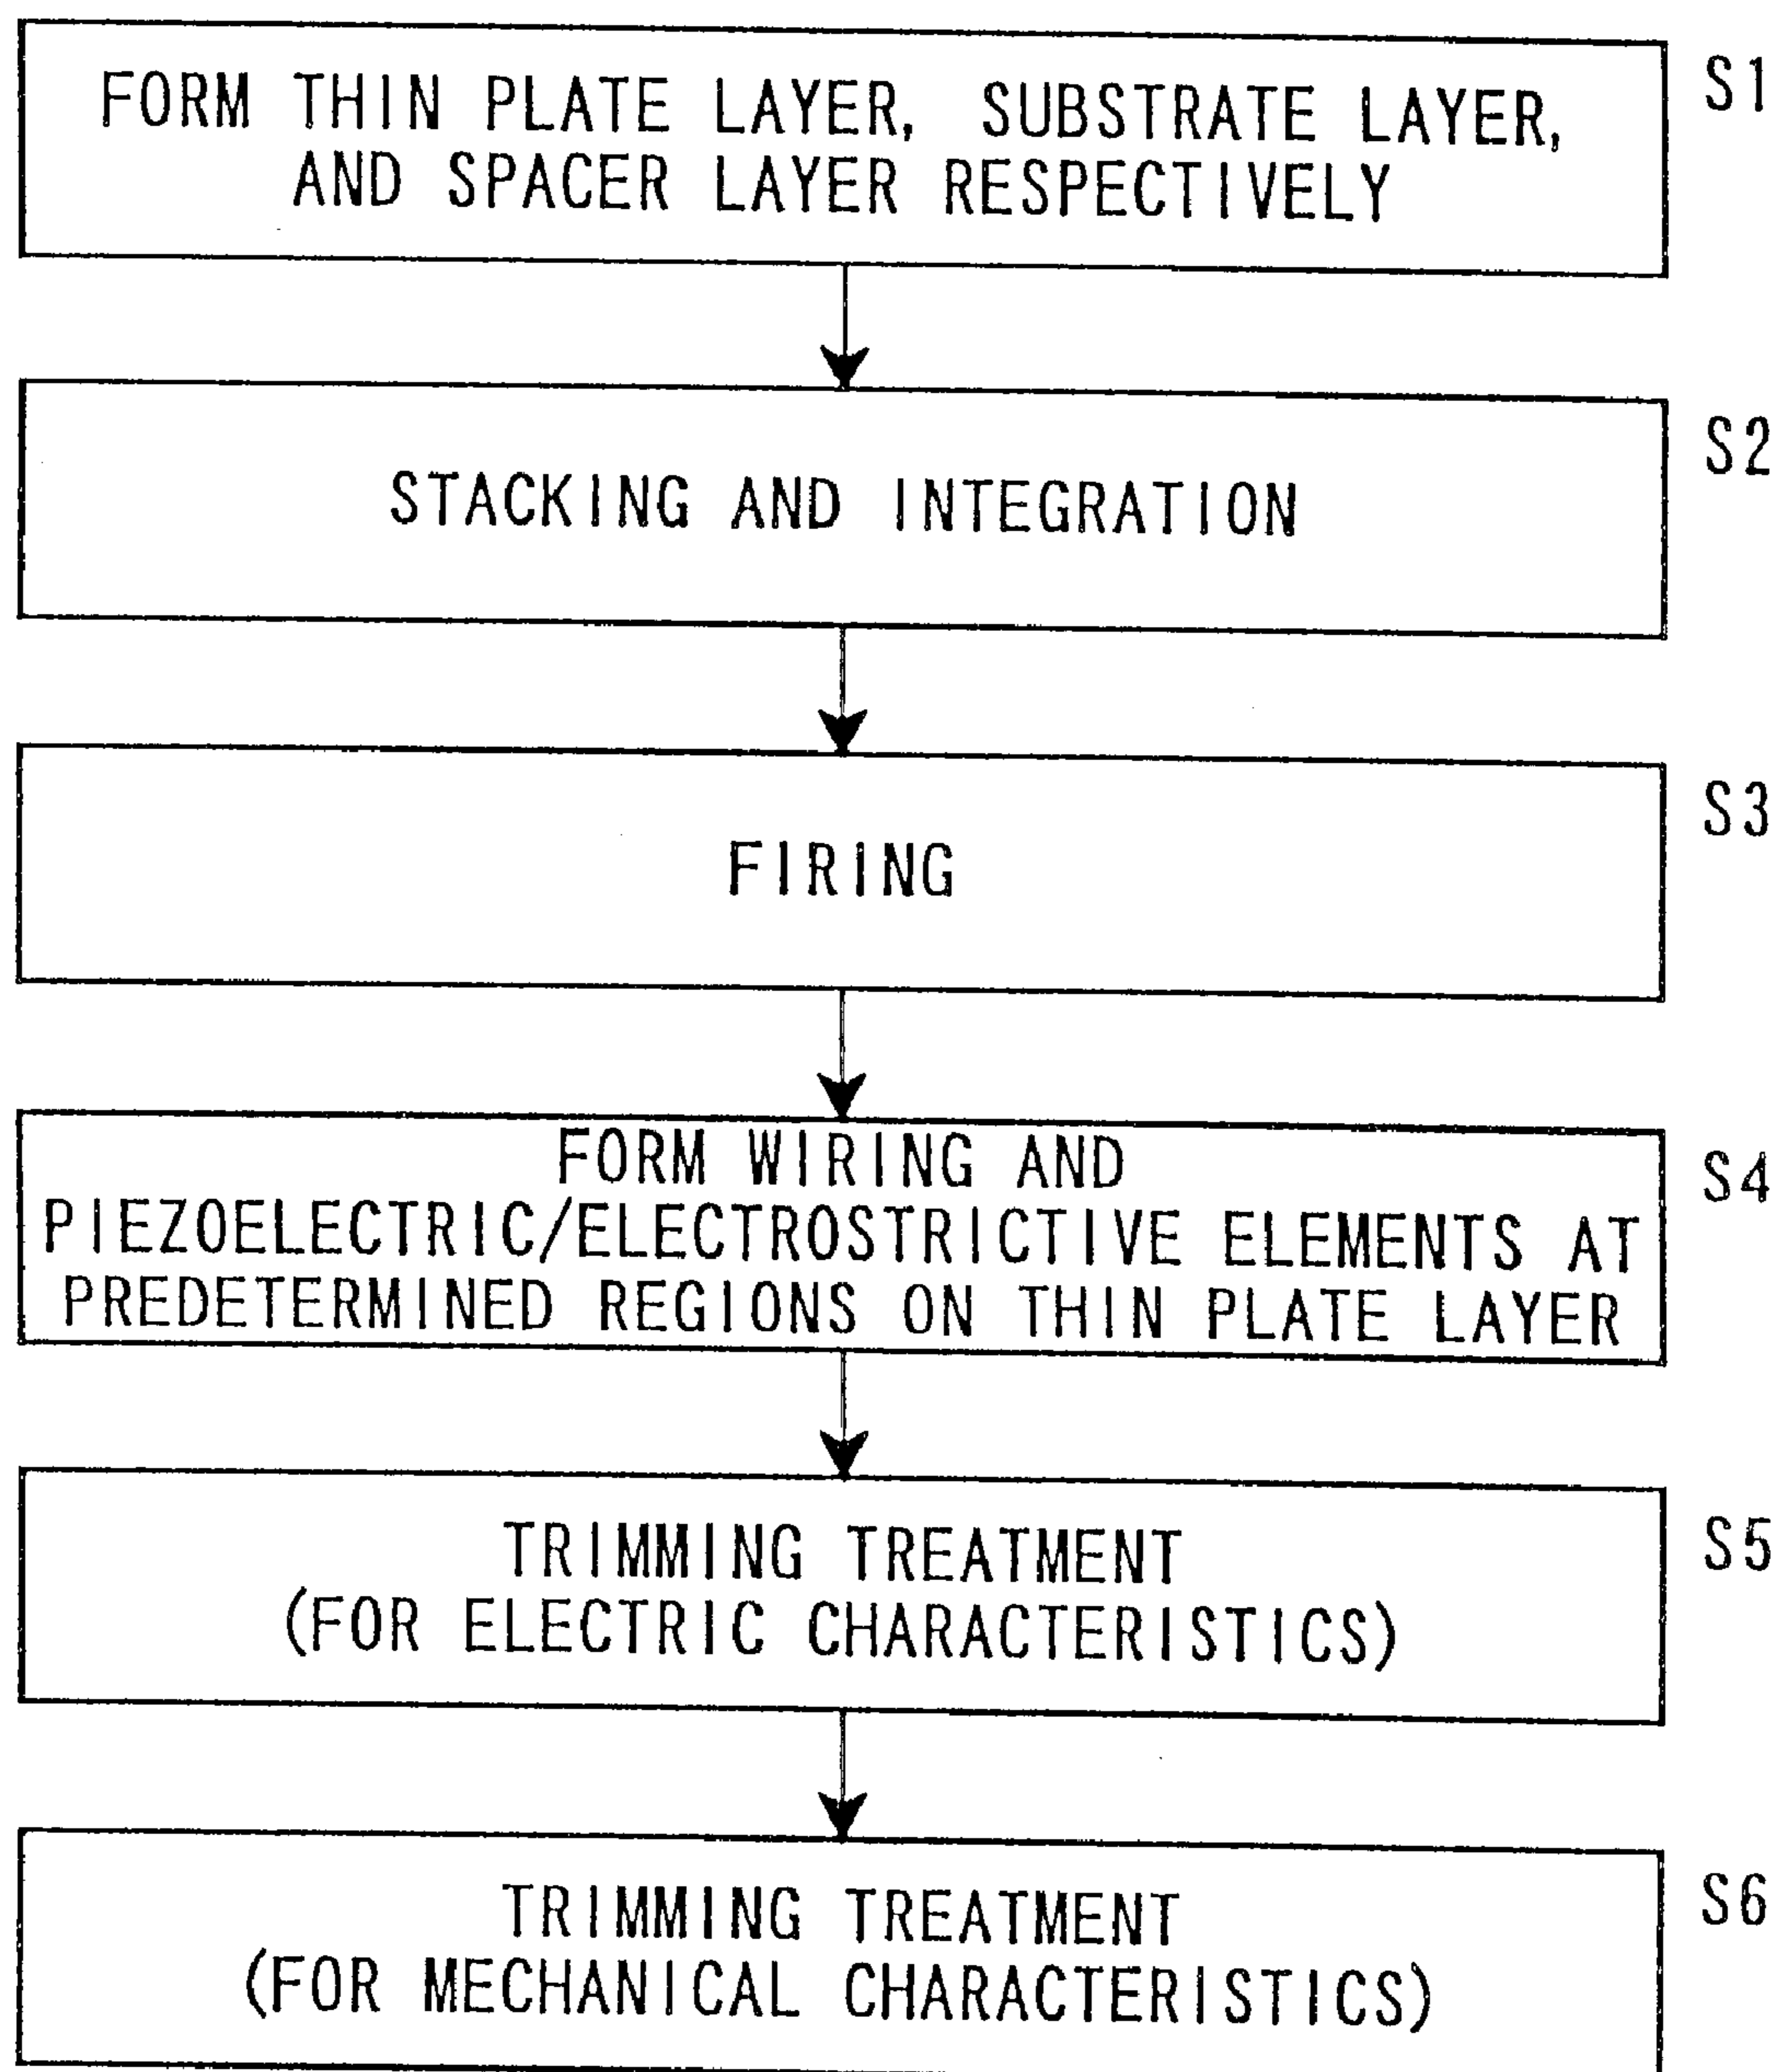 FORM THIN PLATE LAYER, SUBSTRATE LAYER,
AND SPACER LAYER RESPECTIVELY
S1
STACKING AND INTEGRATION
S2
FIRING
S3
FORM WIRING AND
PIEZOELECTRIC/ELECTROSTRICTIVE ELEMENTS AT
PREDETERMINED REGIONS ON THIN PLATE LAYER
S4
TRIMMING TREATMENT
(FOR ELECTRIC CHARACTERISTICS)
S5
TRIMMING TREATMENT
(FOR MECHANICAL CHARACTERISTICS)
S6